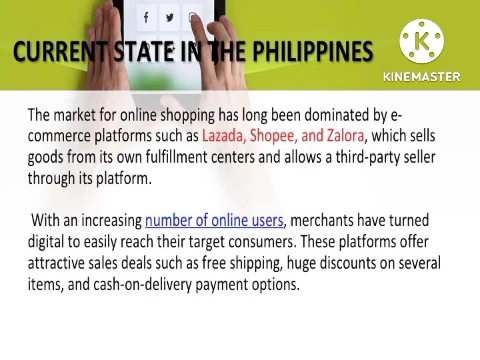 CURRENT STATE IN THE PHILIPPINES
KINEMASTER
The market for online shopping has long been dominated by e-
commerce platforms such as Lazada, Shopee, and Zalora, which sells
goods from its own fulfillment centers and allows a third-party seller
through its platform.
With an increasing number of online users, merchants have turned
digital to easily reach their target consumers. These platforms offer
attractive sales deals such as free shipping, huge discounts on several
items, and cash-on-delivery payment options.